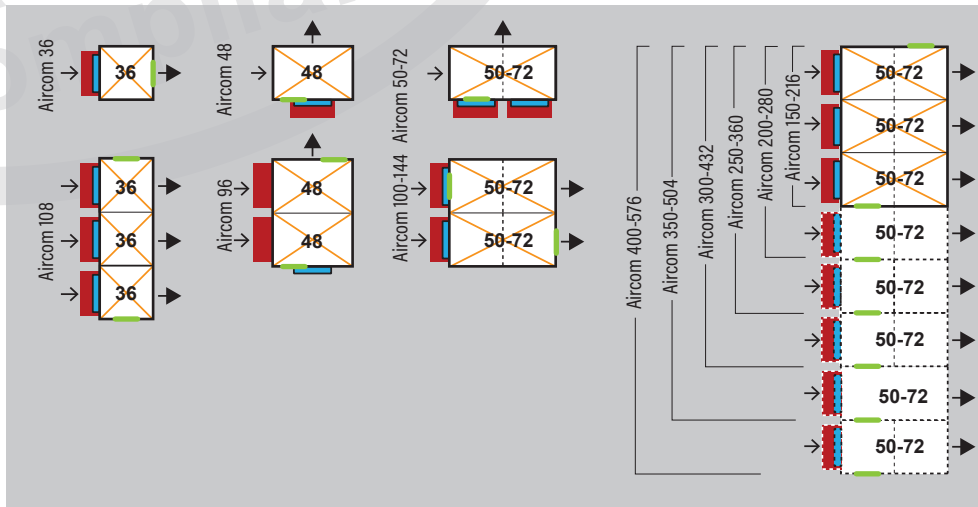 omplian
Aircom 36
36
Aircom 48
48
Aircom 50-72
50-72
Aircom 108
36
36
36
Aircom 96
48
48
Aircom 100-144
50-72
50-72
Aircom 400-576
Aircom 350-504
Aircom 300-432
Aircom 250-360
Aircom 200-280
Aircom 150-216
50-72
50-72
50-72
50-72
50-72
50-72
50-72
50-72